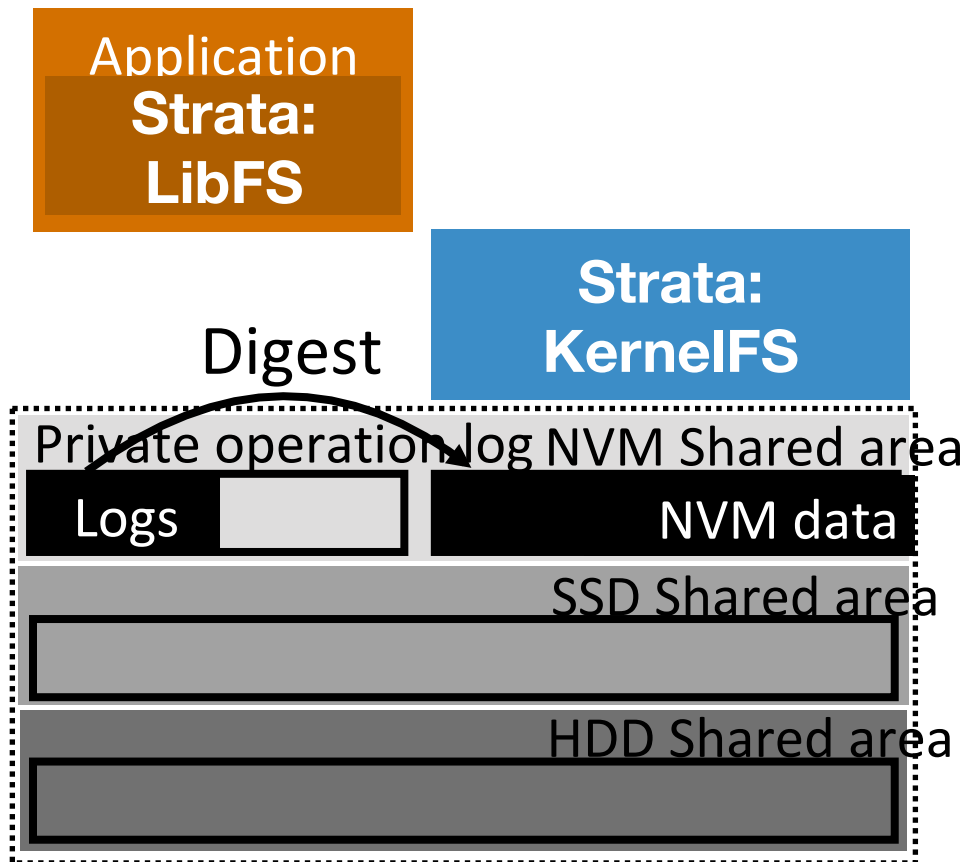 Application
Strata:
LibFS
Strata:
KernelFS
Digest
Private operation log
NVM Shared area
Logs
NVM data
SSD Shared area
HDD Shared area